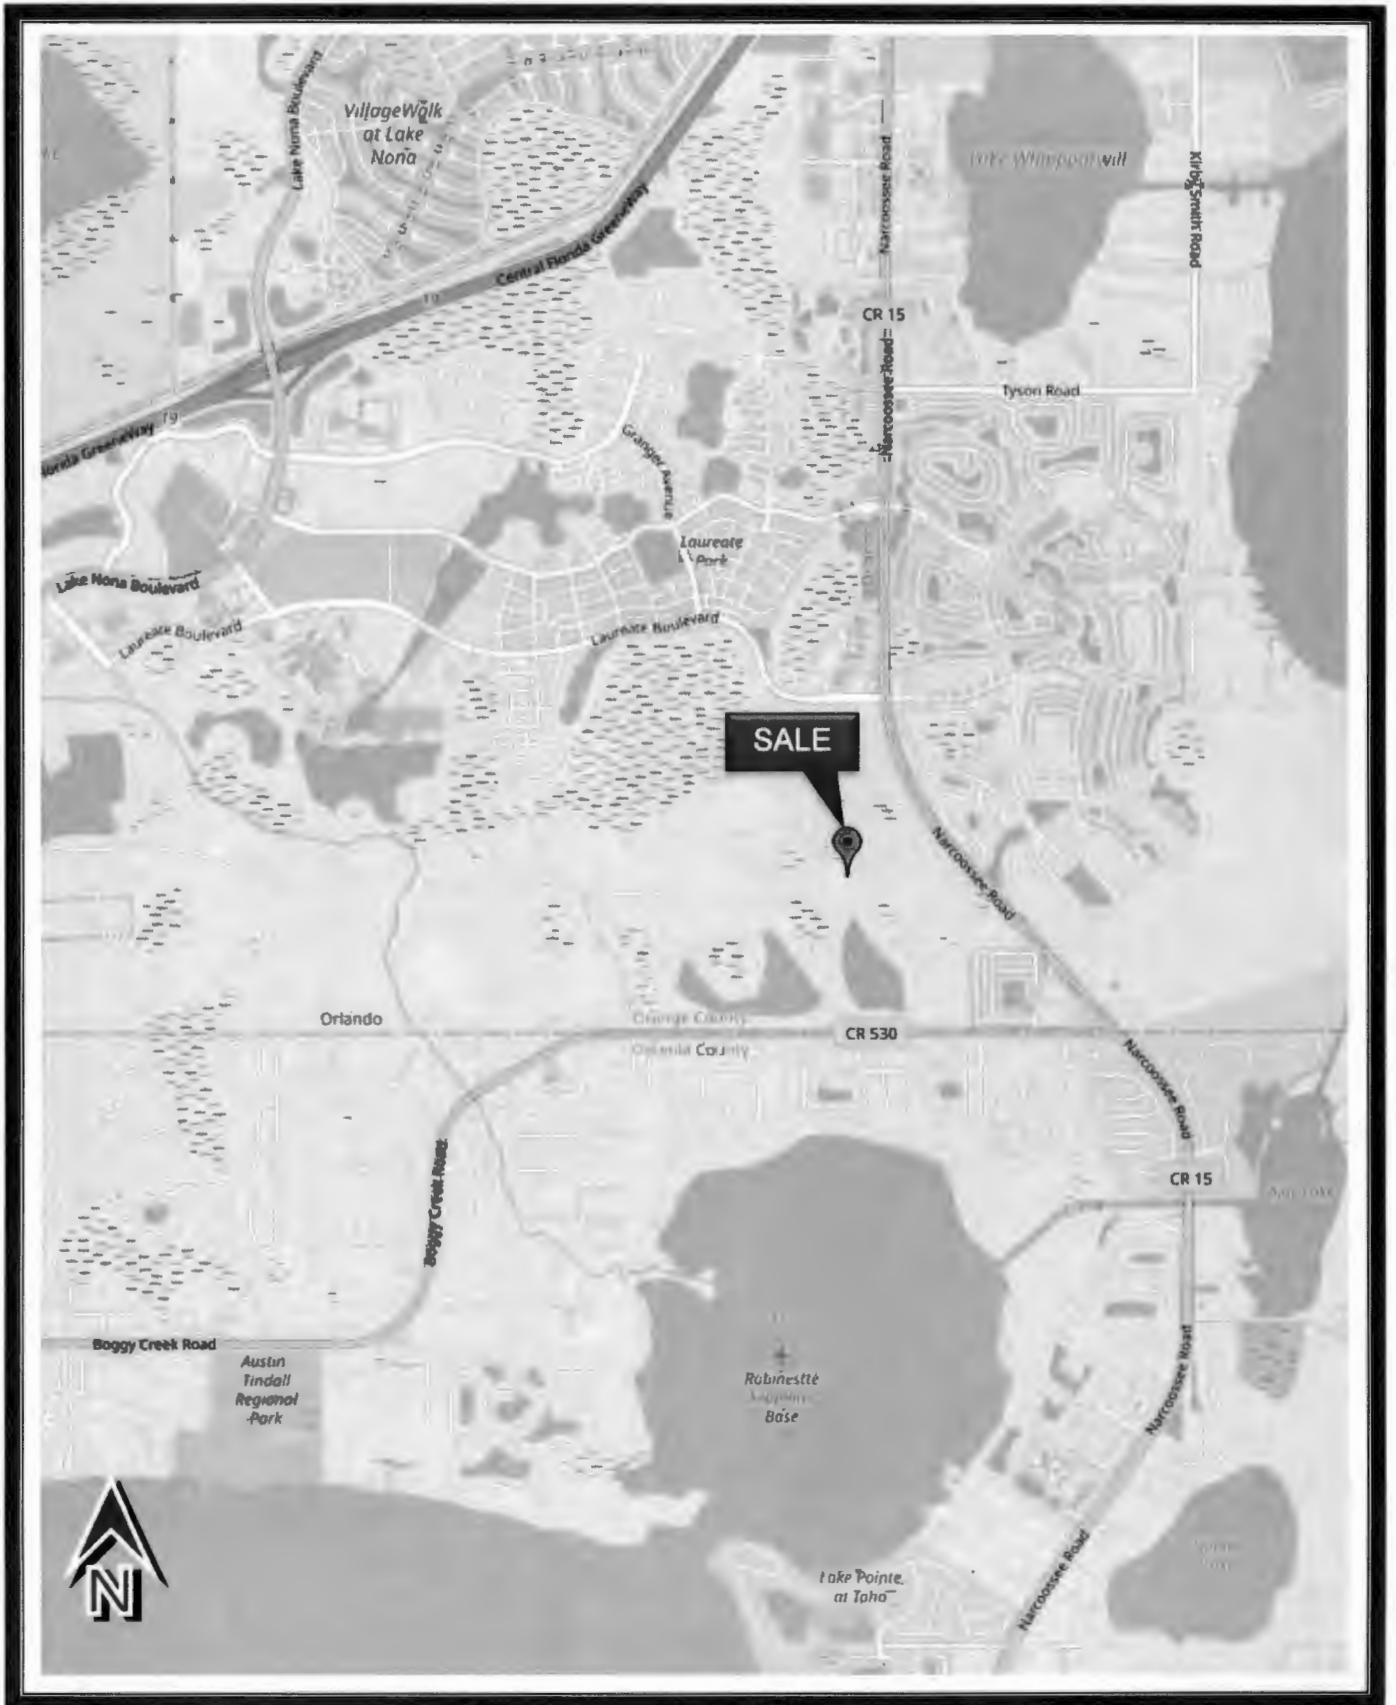 Lake Nona Boulevard
VillageWalk
at Lake
Nona
Narcoossee Road
Kirby Smith Road
Central Florida GreeneWay
CR 15
Narcoossee Road
Tyson Road
Granger Avenue
Florida GreeneWay
Laureate
Park
Lake Nona Boulevard
Laureate Boulevard
Laureate Boulevard
SALE
Narcoossee Road
Orlando
Orange County
CR 530
Osceola County
Narcoossee Road
Boggy Creek Road
CR 15
Boggy Creek Road
Austin
Tindall
Regional
Park
Robinestte
Base
Narcoossee Road
Lake Pointe
at Toho
Narcoossee Road
N